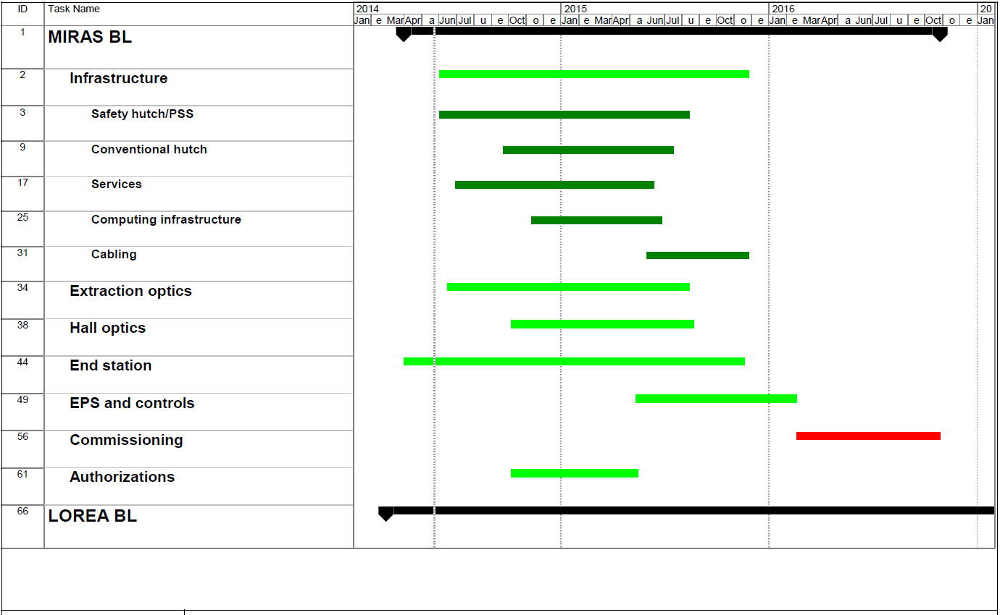 ID Task Name 2014 2015 2016 20
Jan e Mar Apr a Jun Jul u e Oct o e Jan e Mar Apr a Jun Jul u e Oct o e Jan e Mar Apr a Jun Jul u e Oct o e Jan
1 MIRAS BL
2 Infrastructure
3 Safety hutch/PSS
9 Conventional hutch
17 Services
25 Computing infrastructure
31 Cabling
34 Extraction optics
38 Hall optics
44 End station
49 EPS and controls
56 Commissioning
61 Authorizations
66 LOREA BL